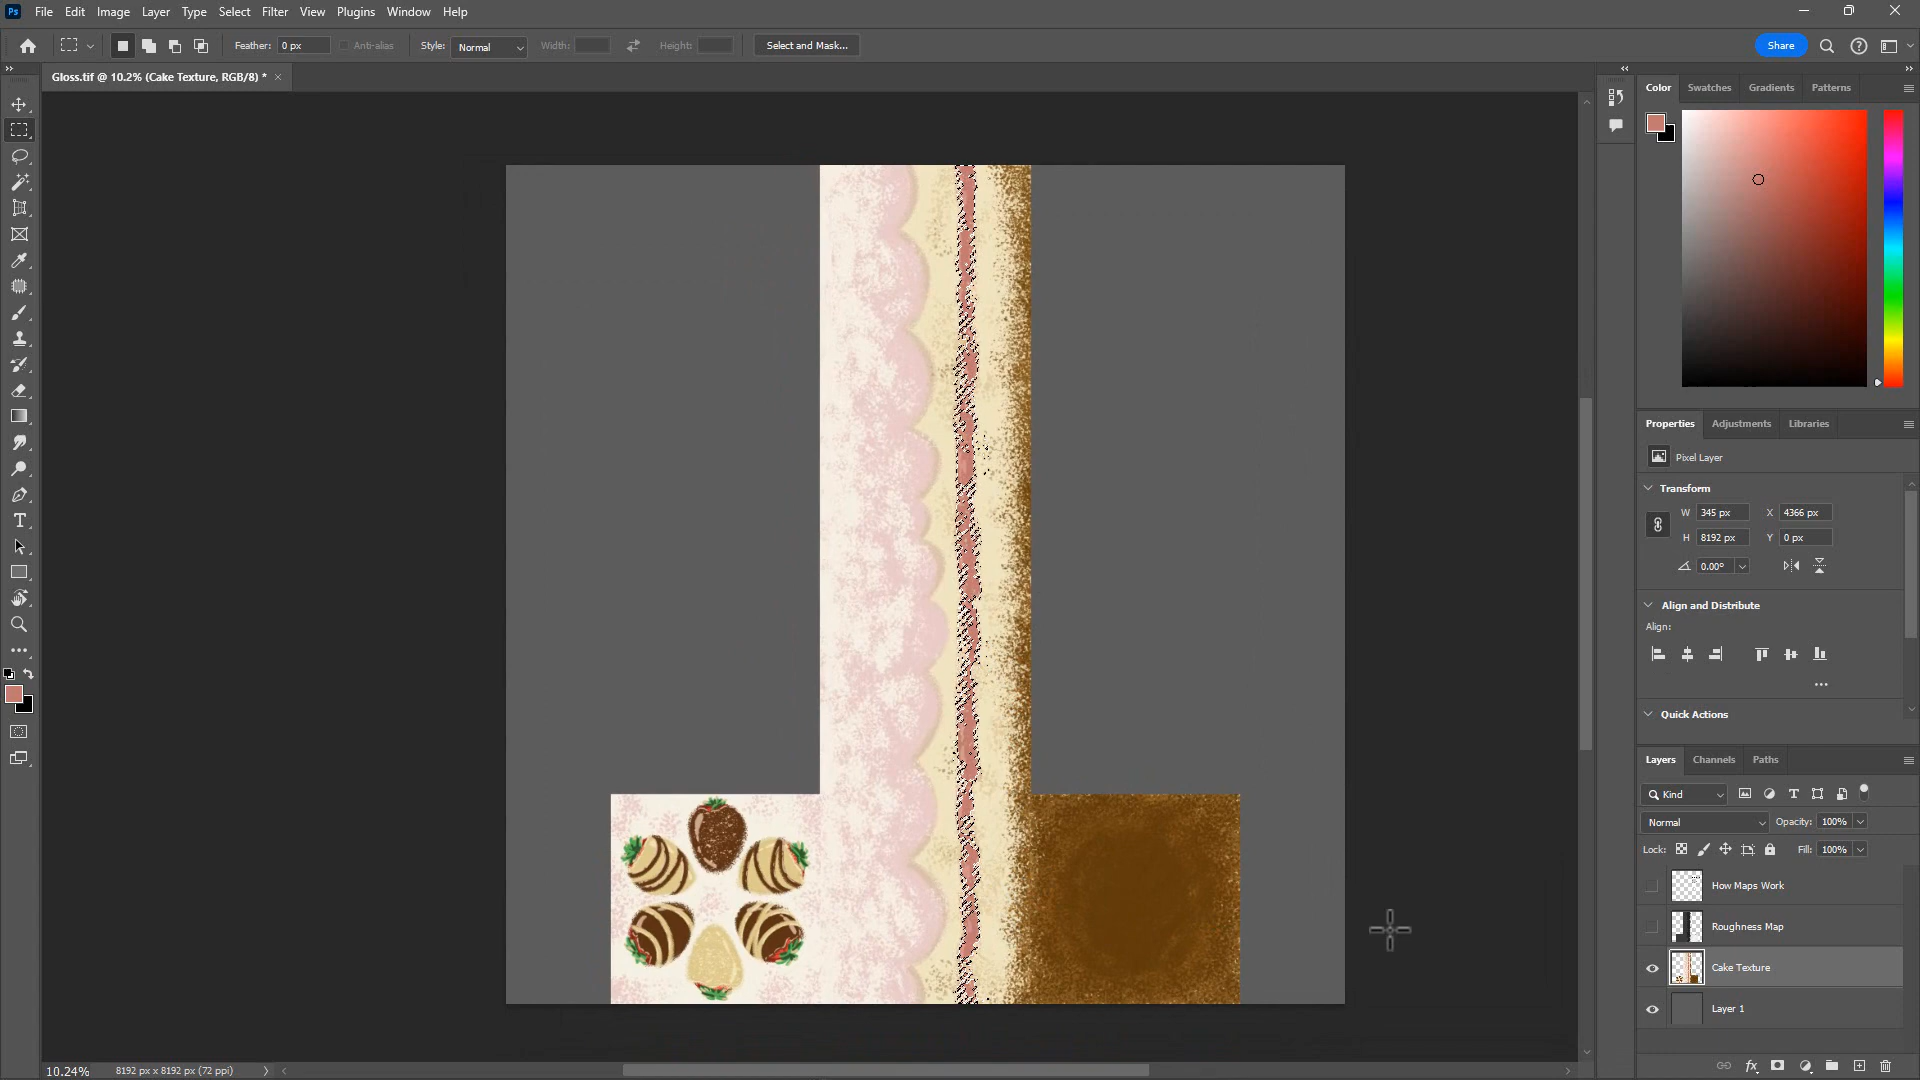 Ps File Edit Image Layer Type Select Filter View Plugins Window Help
Feather: 0 px Anti-alias Style: Normal Width: Height: Select and Mask... Share
Gloss.tif @ 10.2% (Cake Texture, RGB/8) *
Color Swatches Gradients Patterns
Properties Adjustments Libraries
Pixel Layer
Transform
W 345 px X 4366 px
H 8192 px Y 0 px
0.00°
Align and Distribute
Align:
Quick Actions
Layers Channels Paths
Kind
Normal Opacity: 100%
Lock: Fill: 100%
How Maps Work
Roughness Map
Cake Texture
Layer 1
10.24% 8192 px x 8192 px (72 ppi)